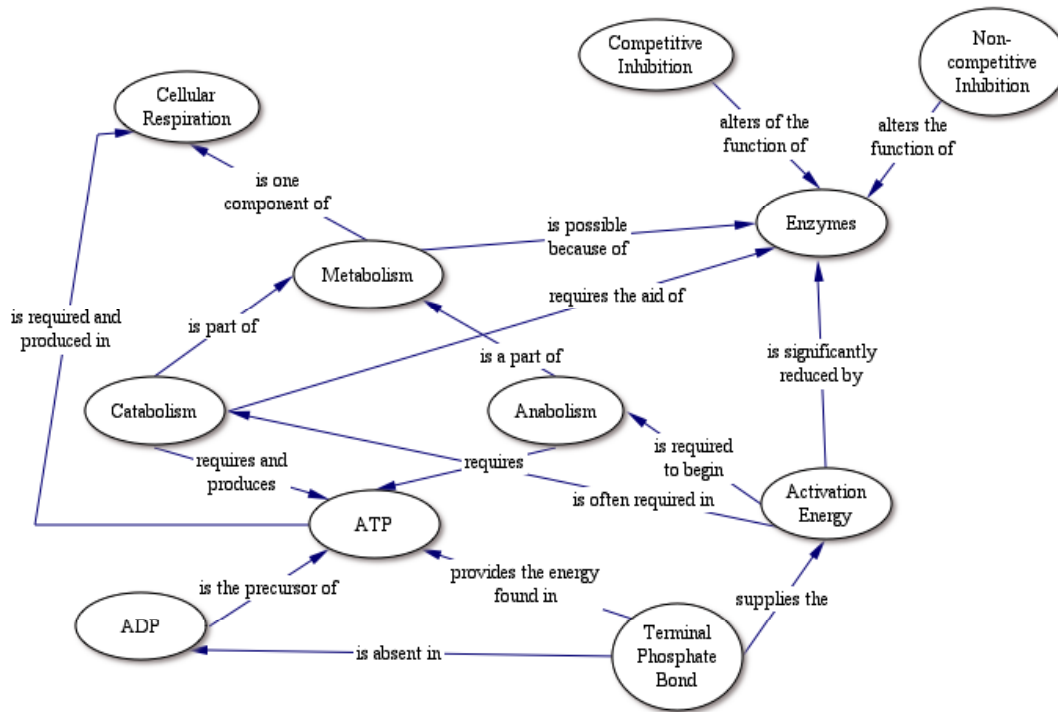 Competitive
Inhibition
Non-
competitive
Inhibition
Cellular
Respiration
alters of the
function of
alters the
function of
is one
component of
Enzymes
is possible
because of
Metabolism
requires the aid of
is required and
produced in
is part of
is a part of
is significantly
reduced by
Catabolism
Anabolism
is required
to begin
requires and
produces
requires
is often required in
Activation
Energy
ATP
provides the energy
found in
is the precursor of
supplies the
ADP
is absent in
Terminal
Phosphate
Bond